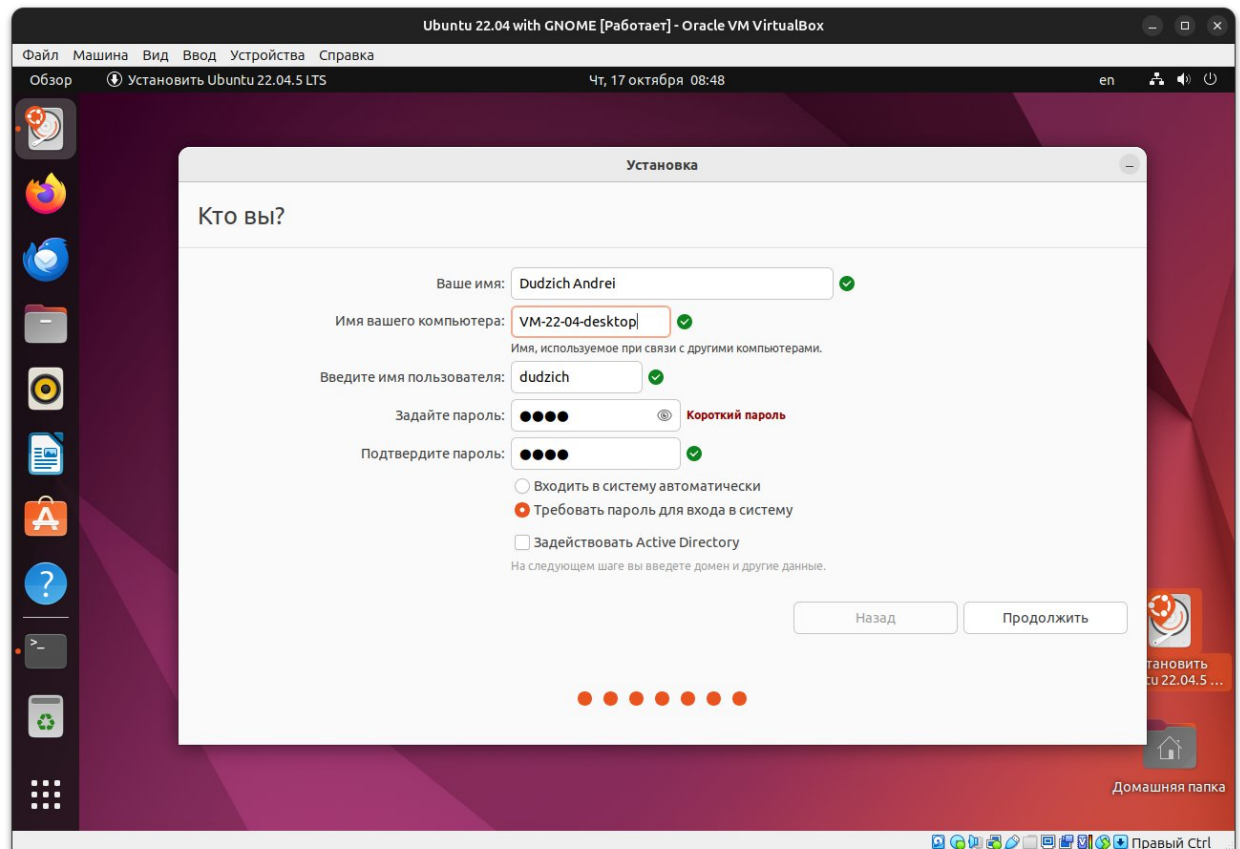 Ubuntu 22.04 with GNOME [Работает] - Oracle VM VirtualBox
Файл Машина Вид Ввод Устройства Справка
Обзор Установить Ubuntu 22.04.5 LTS Чт, 17 октября 08:48 en
Установка
Кто вы?
Ваше имя: Dudzich Andrei
Имя вашего компьютера: VM-22-04-desktop
Имя, используемое при связи с другими компьютерами.
Введите имя пользователя: dudzich
Задайте пароль: ●●●● Короткий пароль
Подтвердите пароль: ●●●●
Входить в систему автоматически
Требовать пароль для входа в систему
Задействовать Active Directory
На следующем шаге вы введете домен и другие данные.
Назад Продолжить
тановить
tu 22.04.5 ...
Домашняя папка
Правый Ctrl